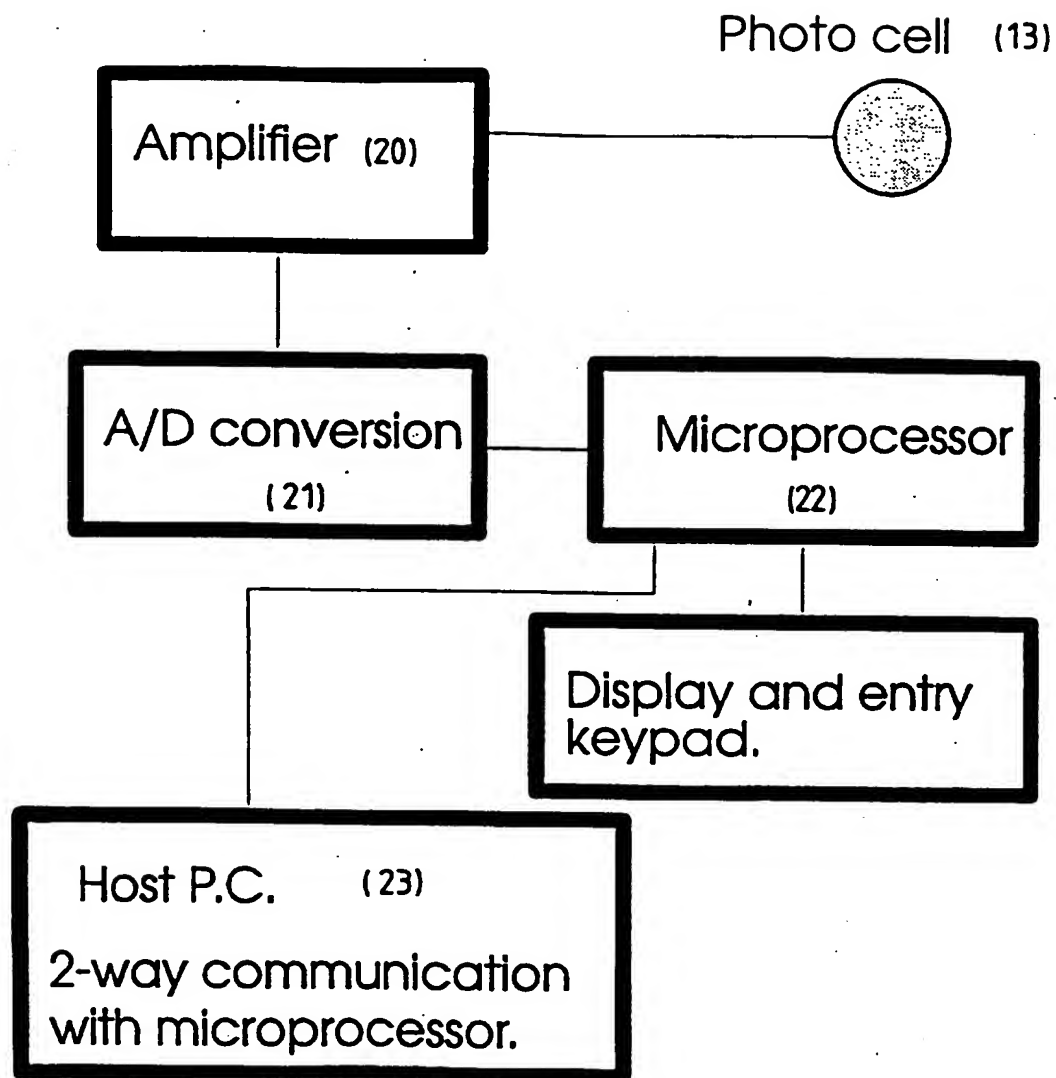 Photo cell (13)
Amplifier (20)
A/D conversion
(21)
Microprocessor
(22)
Display and entry
keypad.
Host P.C. (23)
2-way communication
with microprocessor.